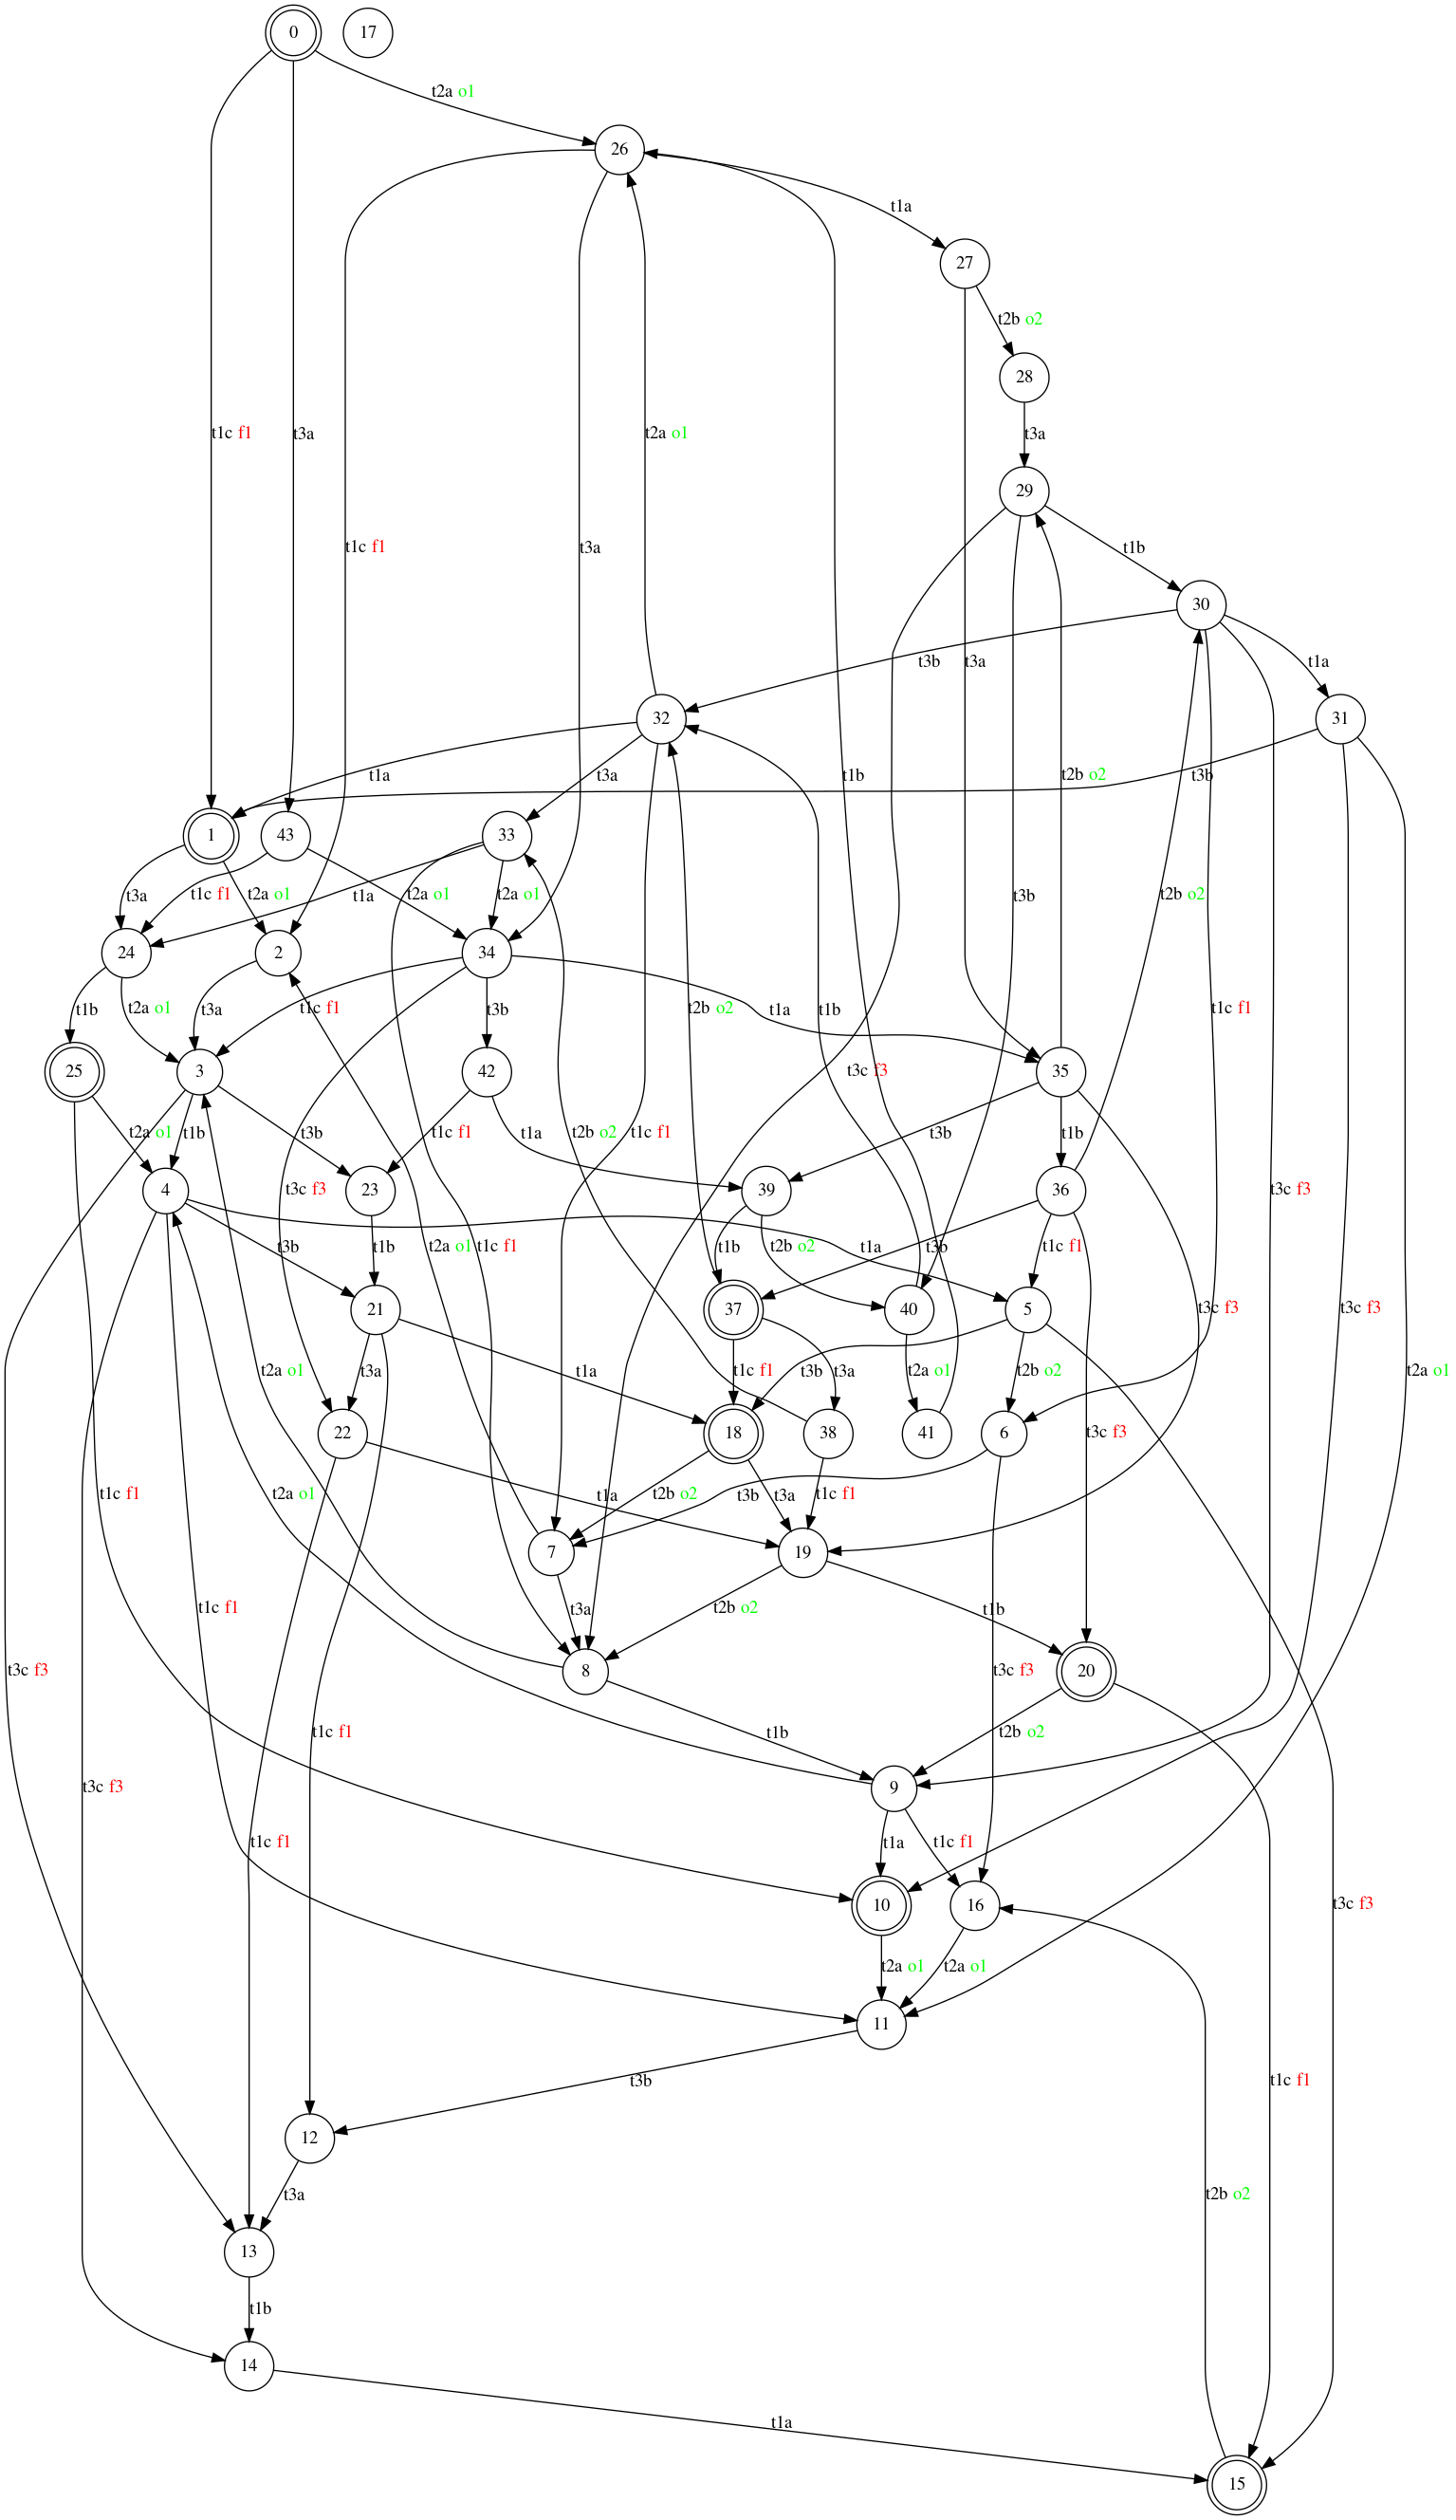 0
17
t2a o1
26
t1a
27
t2b o2
28
t1c f1
t3a
t2a o1
t3a
29
t1c f1
t3a
t1b
30
t3b
t3a
t1a
32
31
t1a
t3a
t1b
t2b o2
t3b
1
43
33
t3b
t3a
t2a o1
t1c f1
t1a
t2a o1
t2a o1
24
2
34
t1b
t2a o1
t3a
t1c f1
t3b
t2b o2
t1a
t1b
t2b o2
t1c f1
25
3
42
t3c f3
35
t2a o1
t1b
t3b
t3c f3
t1c f1
t1a
t2b o2
t1c f1
t3b
t1b
t3c f3
4
23
39
36
t3b
t1b
t2a o1
t1c f1
t1b
t2b o2
t1a
t3b
t1c f1
21
37
40
5
t3c f3
t3c f3
t2a o1
t3a
t1a
t1c f1
t3a
t2a o1
t3b
t2b o2
t2a o1
22
18
38
41
6
t3c f3
t1c f1
t2a o1
t1a
t2b o2
t3a
t1c f1
t3b
7
19
t3c f3
t1c f1
t3a
t2b o2
t1b
t3c f3
8
20
t1c f1
t1b
t2b o2
t3c f3
9
t1c f1
t1a
t1c f1
10
16
t3c f3
t2a o1
t2a o1
11
t3b
t1c f1
12
t3a
t2b o2
13
t1b
14
t1a
15